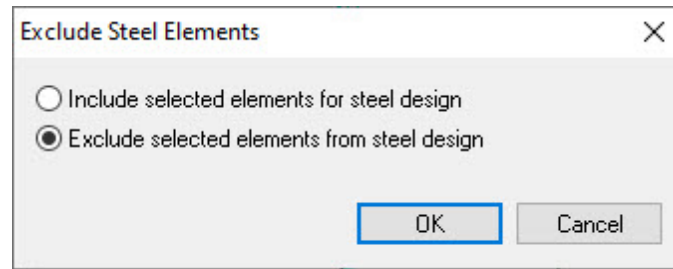 Exclude Steel Elements
Include selected elements for steel design
Exclude selected elements from steel design
OK Cancel